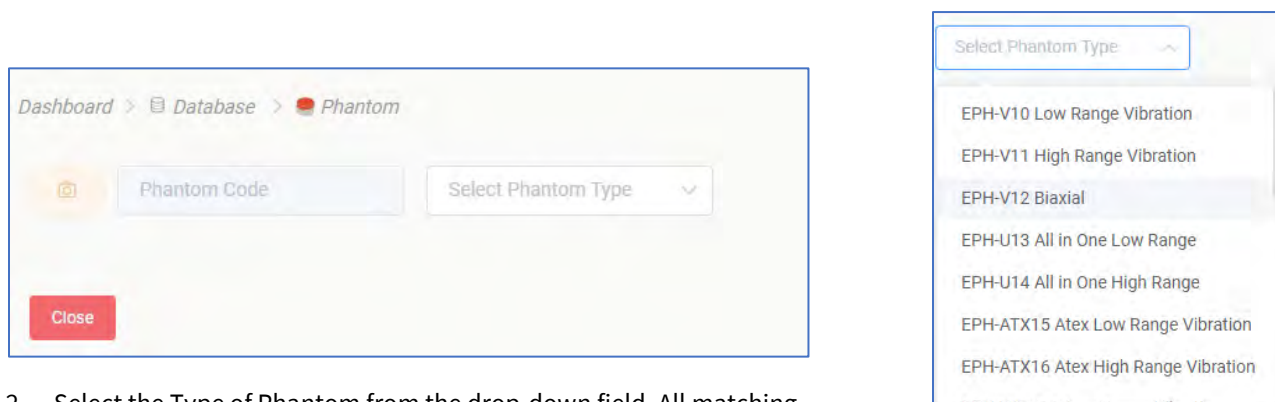 Dashboard > Database > Phantom
Phantom Code
Select Phantom Type
Close
2. Select the Type of Phantom from the drop-down field. All matching
Select Phantom Type
EPH-V10 Low Range Vibration
EPH-V11 High Range Vibration
EPH-V12 Biaxial
EPH-U13 All in One Low Range
EPH-U14 All in One High Range
EPH-ATX15 Atex Low Range Vibration
EPH-ATX16 Atex High Range Vibration